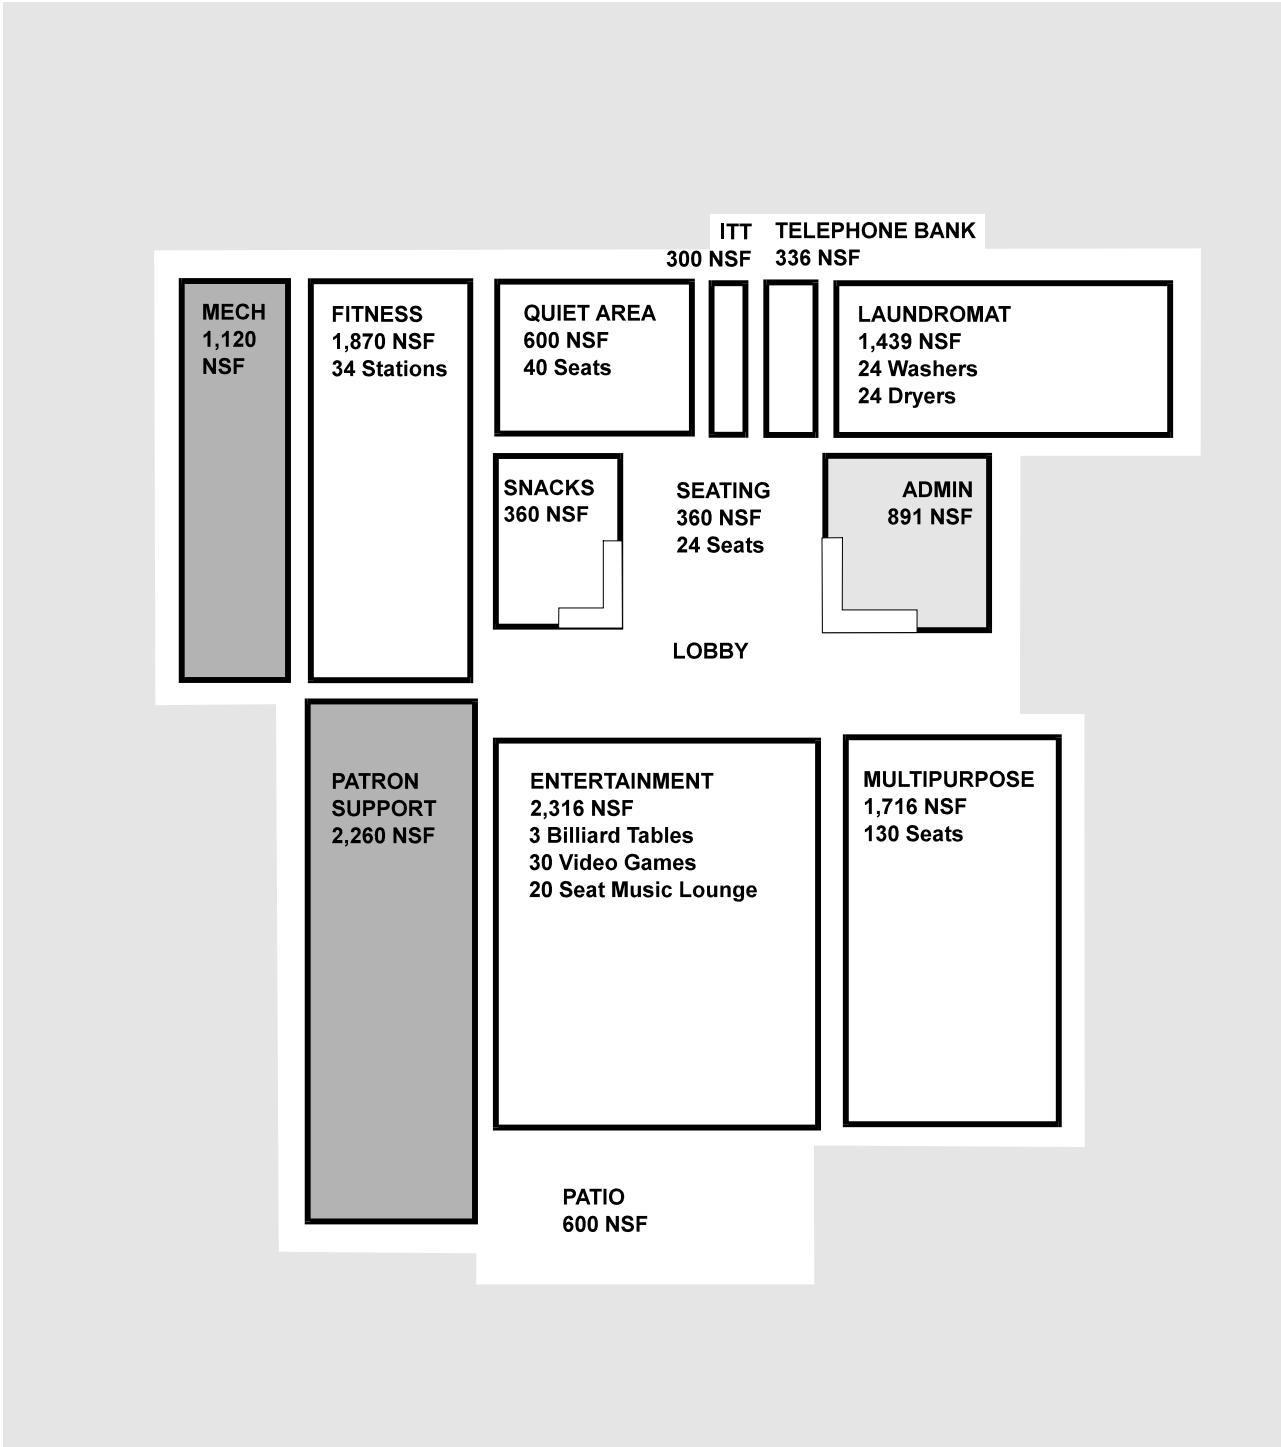 ITT
300 NSF
TELEPHONE BANK
336 NSF
MECH
1,120
NSF
FITNESS
1,870 NSF
34 Stations
QUIET AREA
600 NSF
40 Seats
LAUNDROMAT
1,439 NSF
24 Washers
24 Dryers
SNACKS
360 NSF
SEATING
360 NSF
24 Seats
ADMIN
891 NSF
LOBBY
PATRON
SUPPORT
2,260 NSF
ENTERTAINMENT
2,316 NSF
3 Billiard Tables
30 Video Games
20 Seat Music Lounge
MULTIPURPOSE
1,716 NSF
130 Seats
PATIO
600 NSF